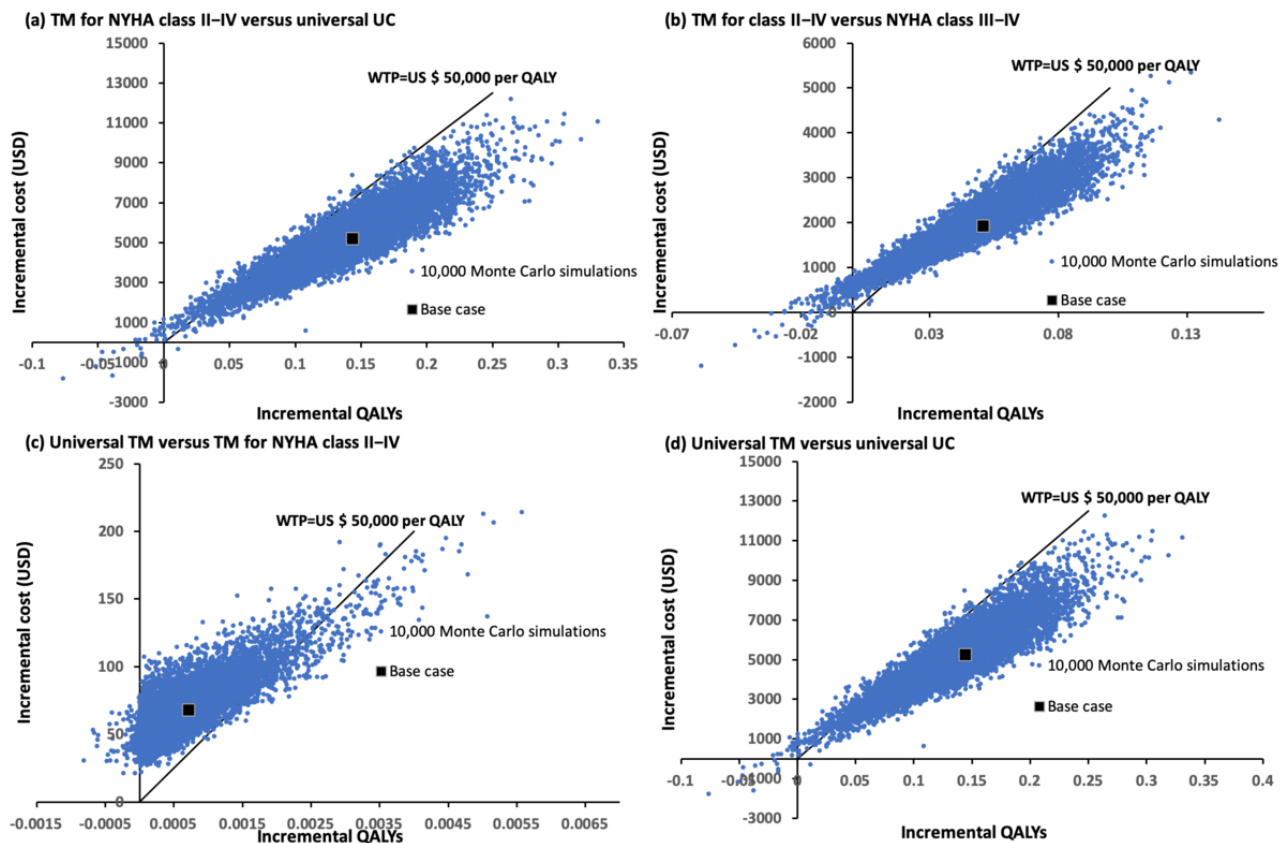 (a) TM for NYHA class II–IV versus universal UC
15000
13000
11000
9000
7000
5000
3000
1000
-1000
-3000
-0.1
-0.05
0
0.05
0.1
0.15
0.2
0.25
0.3
0.35
WTP=US $ 50,000 per QALY
10,000 Monte Carlo simulations
Base case
Incremental cost (USD)
Incremental QALYs
(b) TM for class II–IV versus NYHA class III–IV
6000
5000
4000
3000
2000
1000
0
-1000
-2000
-0.07
-0.02
0.03
0.08
0.13
WTP=US $ 50,000 per QALY
10,000 Monte Carlo simulations
Base case
Incremental cost (USD)
Incremental QALYs
(c) Universal TM versus TM for NYHA class II–IV
250
200
150
100
50
0
-0.0015
-0.0005
0.0005
0.0015
0.0025
0.0035
0.0045
0.0055
0.0065
WTP=US $ 50,000 per QALY
10,000 Monte Carlo simulations
Base case
Incremental cost (USD)
Incremental QALYs
(d) Universal TM versus universal UC
15000
13000
11000
9000
7000
5000
3000
1000
-1000
-3000
-0.1
-0.05
0
0.05
0.1
0.15
0.2
0.25
0.3
0.35
0.4
WTP=US $ 50,000 per QALY
10,000 Monte Carlo simulations
Base case
Incremental cost (USD)
Incremental QALYs